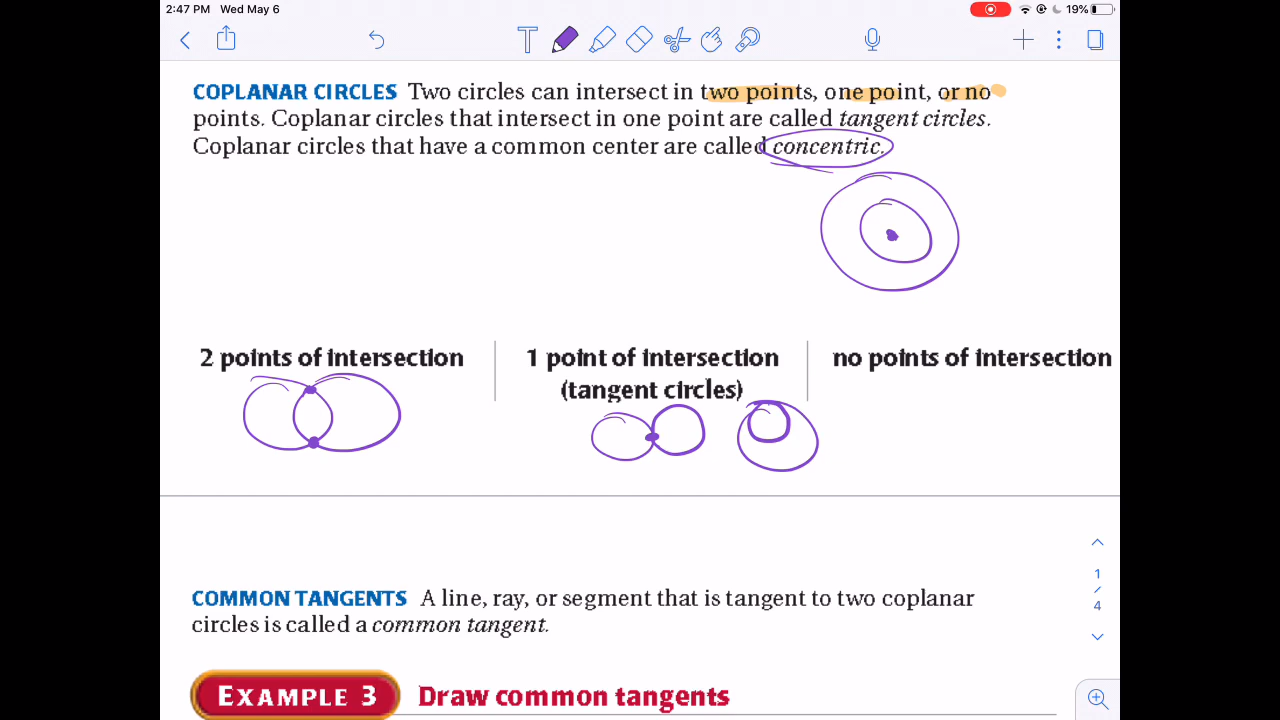 2:47 PM Wed May 6
19%
COPLANAR CIRCLES Two circles can intersect in two points, one point, or no
points. Coplanar circles that intersect in one point are called tangent circles.
Coplanar circles that have a common center are called concentric.
2 points of intersection
1 point of intersection
(tangent circles)
no points of intersection
1
/
4
COMMON TANGENTS A line, ray, or segment that is tangent to two coplanar
circles is called a common tangent.
EXAMPLE 3 Draw common tangents